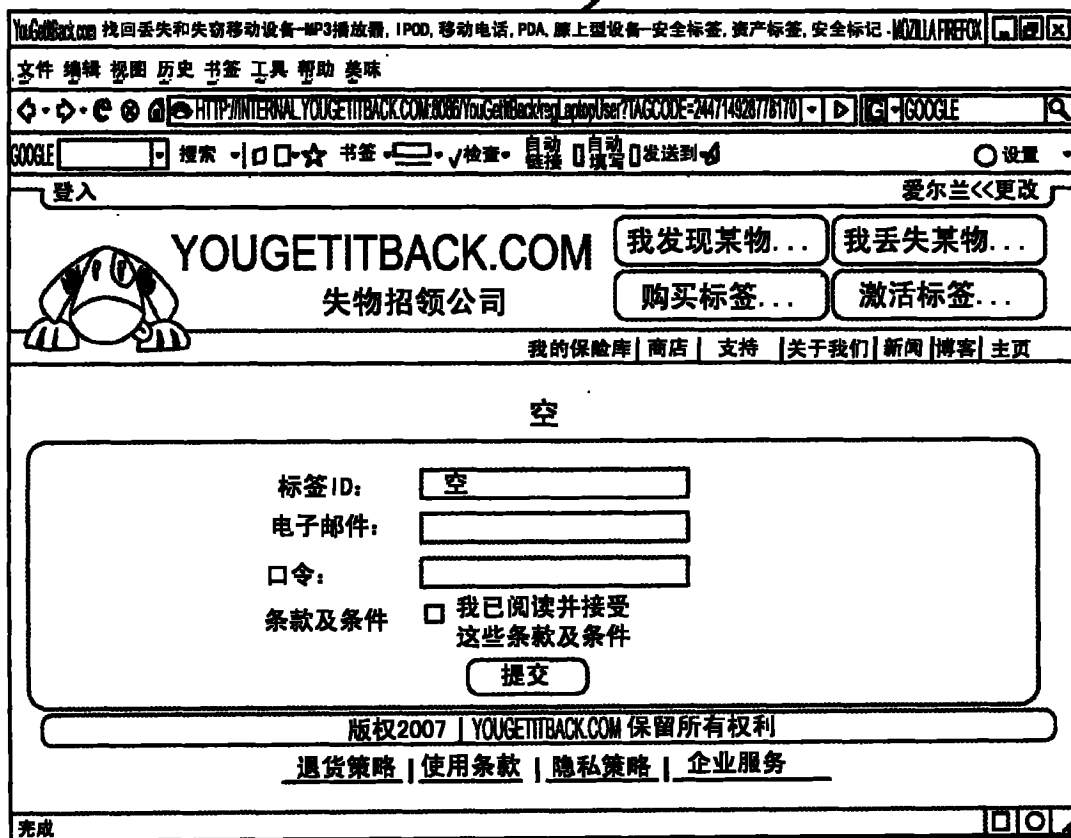 YouGetItBack.com 找回丢失和失窃移动设备-MP3播放器, IPOD, 移动电话, PDA, 膝上型设备-安全标签, 资产标签, 安全标记 - MOZILLA FIREFOX
文件 编辑 视图 历史 书签 工具 帮助 美味
HTTP://INTERNAL.YOUGETITBACK.COM:8086/YouGetItBack/regLaptopUser?TAGCODE=244714928778170 G GOOGLE
GOOGLE 搜索 书签 检查 自动链接 自动填写 发送到 设置
登入 爱尔兰<<更改
YOUGETITBACK.COM 我发现某物... 我丢失某物...
失物招领公司 购买标签... 激活标签...
我的保险库 | 商店 | 支持 | 关于我们 | 新闻 | 博客 | 主页
空
标签ID: 空
电子邮件:
口令:
条款及条件 我已阅读并接受
这些条款及条件
提交
版权2007 | YOUGETITBACK.COM 保留所有权利
退货策略 | 使用条款 | 隐私策略 | 企业服务
完成